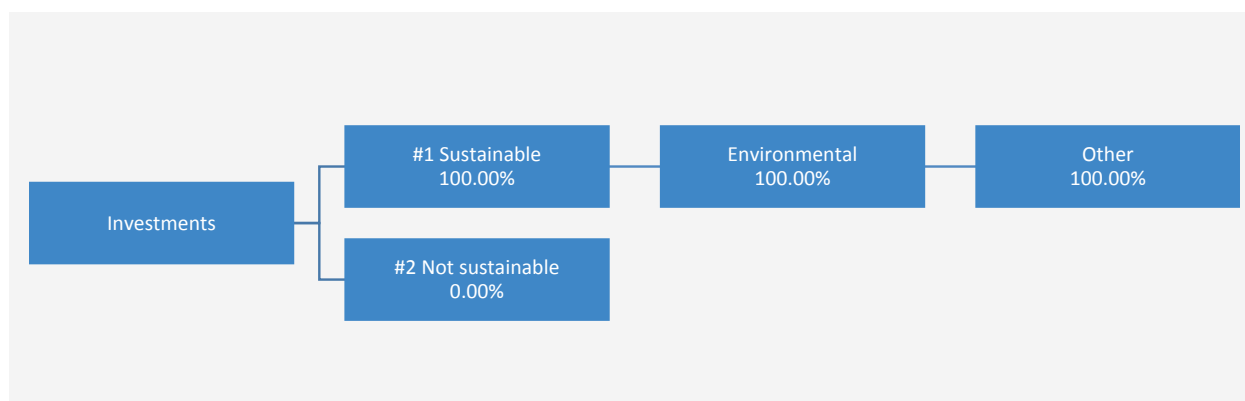 Investments
#1 Sustainable
100.00%
Environmental
100.00%
Other
100.00%
#2 Not sustainable
0.00%